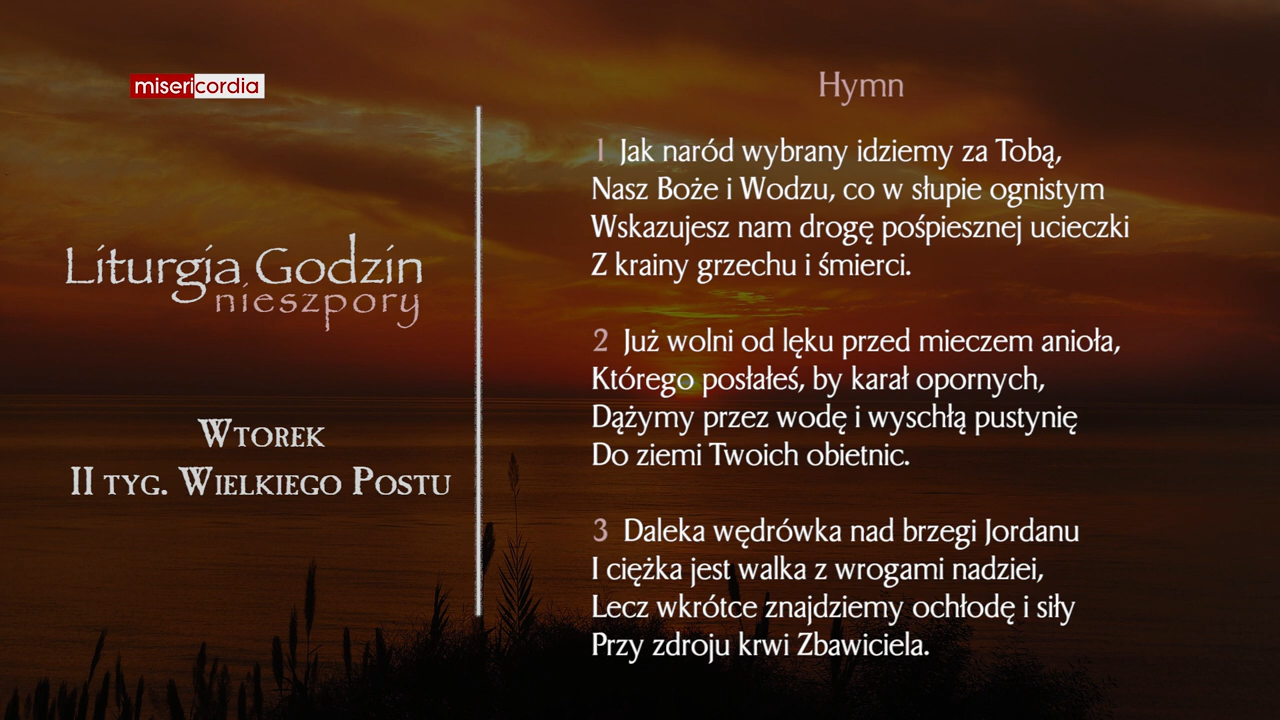 misericordia
Liturgia Godzin
nieszpory
Wtorek
II tyg. Wielkiego Postu
Hymn
1 Jak naród wybrany idziemy za Tobą,
Nasz Boże i Wodzu, co w słupie ognistym
Wskazujesz nam drogę pośpiesznej ucieczki
Z krainy grzechu i śmierci.
2 Już wolni od lęku przed mieczem anioła,
Którego posłałeś, by karał opornych,
Dążymy przez wodę i wyschłą pustynię
Do ziemi Twoich obietnic.
3 Daleka wędrówka nad brzegi Jordanu
I ciężka jest walka z wrogami nadziei,
Lecz wkrótce znajdziemy ochłodę i siły
Przy zdroju krwi Zbawiciela.